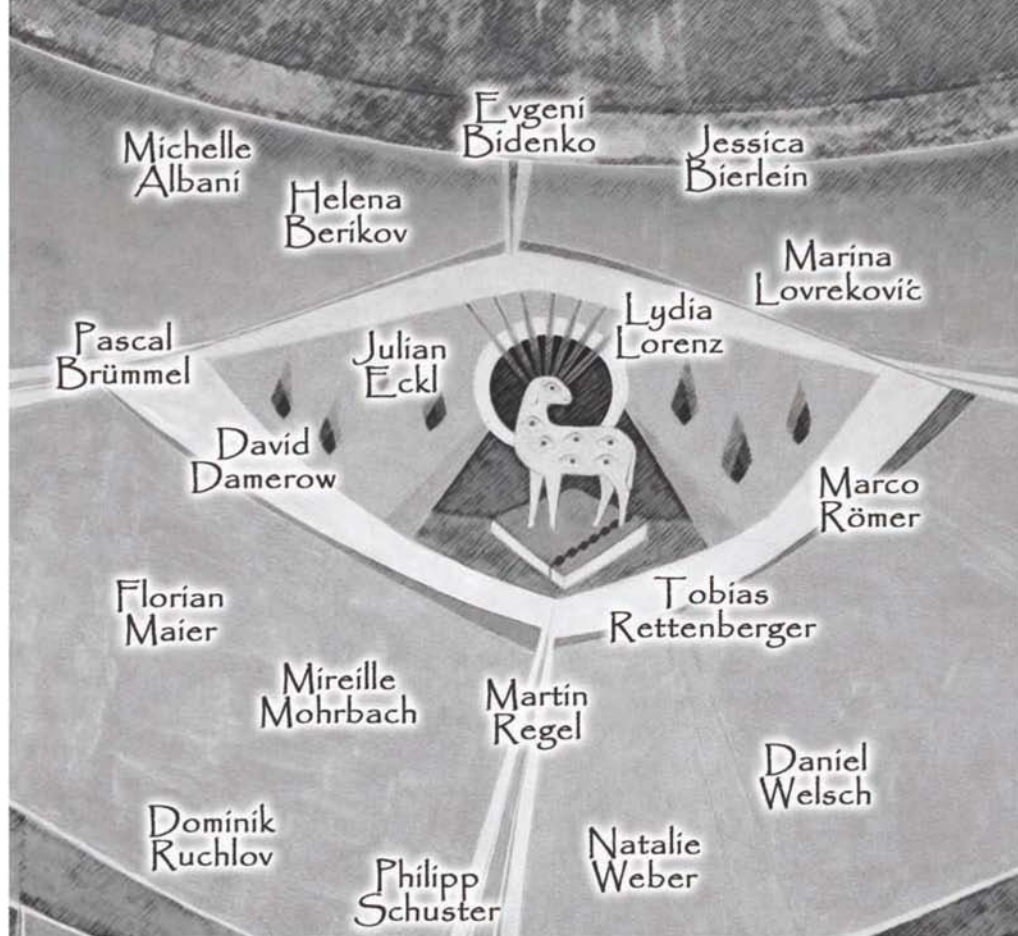 Evgeni
Bidenko
Michelle
Albani
Jessica
Bierlein
Helena
Berikov
Marina
Lovreković
Lydia
Lorenz
Pascal
Brümmel
Julian
Eckl
David
Damerow
Marco
Römer
Florian
Maier
Tobias
Rettenberger
Mireille
Mohrbach
Martin
Regel
Daniel
Welsch
Dominik
Ruchlov
Natalie
Weber
Philipp
Schuster